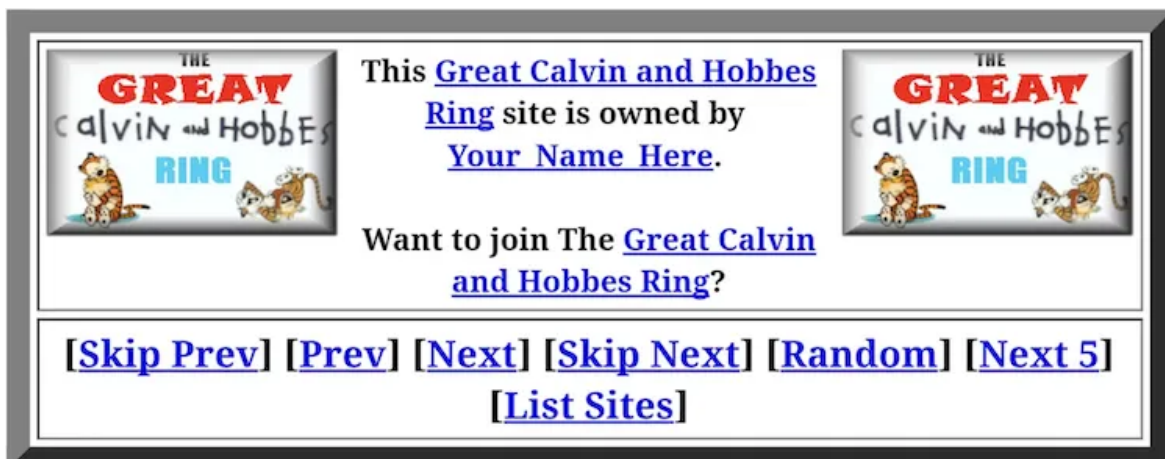 THE
GREAT
Calvin and HobbEs
RING
This Great Calvin and Hobbes
Ring site is owned by
Your Name Here.
Want to join The Great Calvin
and Hobbes Ring?
THE
GREAT
Calvin and HobbEs
RING
[Skip Prev] [Prev] [Next] [Skip Next] [Random] [Next 5]
[List Sites]